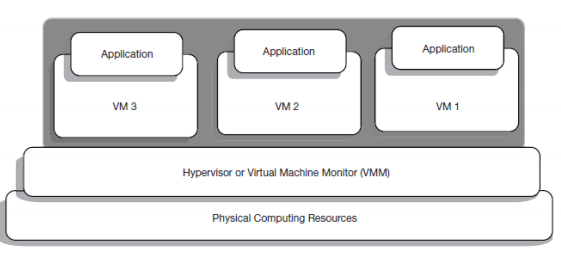 Application
Application
Application
VM 3
VM 2
VM 1
Hypervisor or Virtual Machine Monitor (VMM)
Physical Computing Resources